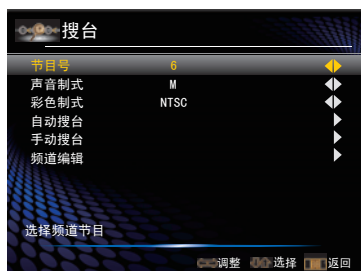 搜台
节目号 6
声音制式 M
彩色制式 NTSC
自动搜台
手动搜台
频道编辑
选择频道节目
调整 选择 返回